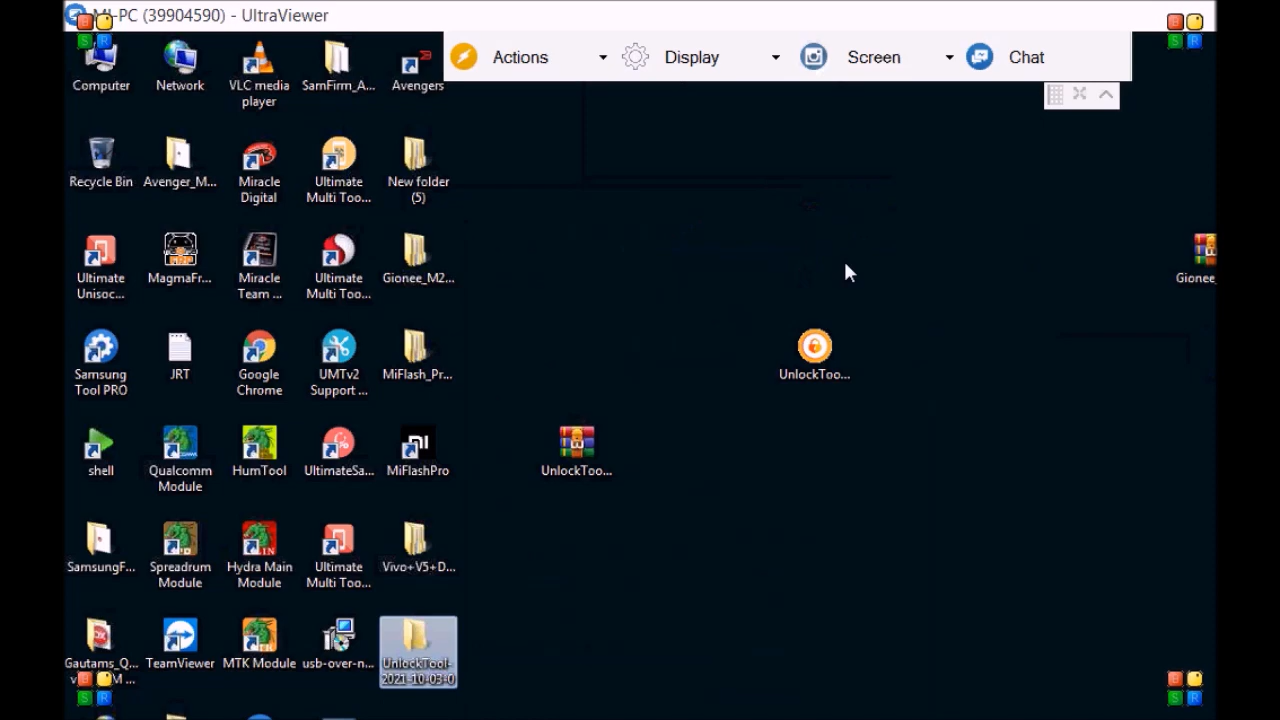 MI-PC (39904590) - UltraViewer
Actions
Display
Screen
Chat
Computer
Network
VLC media
player
SamFirm_A...
Avengers
Recycle Bin
Avenger_M...
Miracle
Digital
Ultimate
Multi Too...
New folder
(5)
Ultimate
Unisoc...
MagmaFr...
Miracle
Team ...
Ultimate
Multi Too...
Gionee_M2...
Gionee_
Samsung
Tool PRO
JRT
Google
Chrome
UMTv2
Support ...
MiFlash_Pr...
UnlockToo...
shell
Qualcomm
Module
HumTool
UltimateSa...
MiFlashPro
UnlockToo...
SamsungF...
Spreadrum
Module
Hydra Main
Module
Ultimate
Multi Too...
Vivo+V5+D...
Gautams_Q...
TeamViewer
MTK Module
usb-over-n...
UnlockTool-
2021-10-03-0